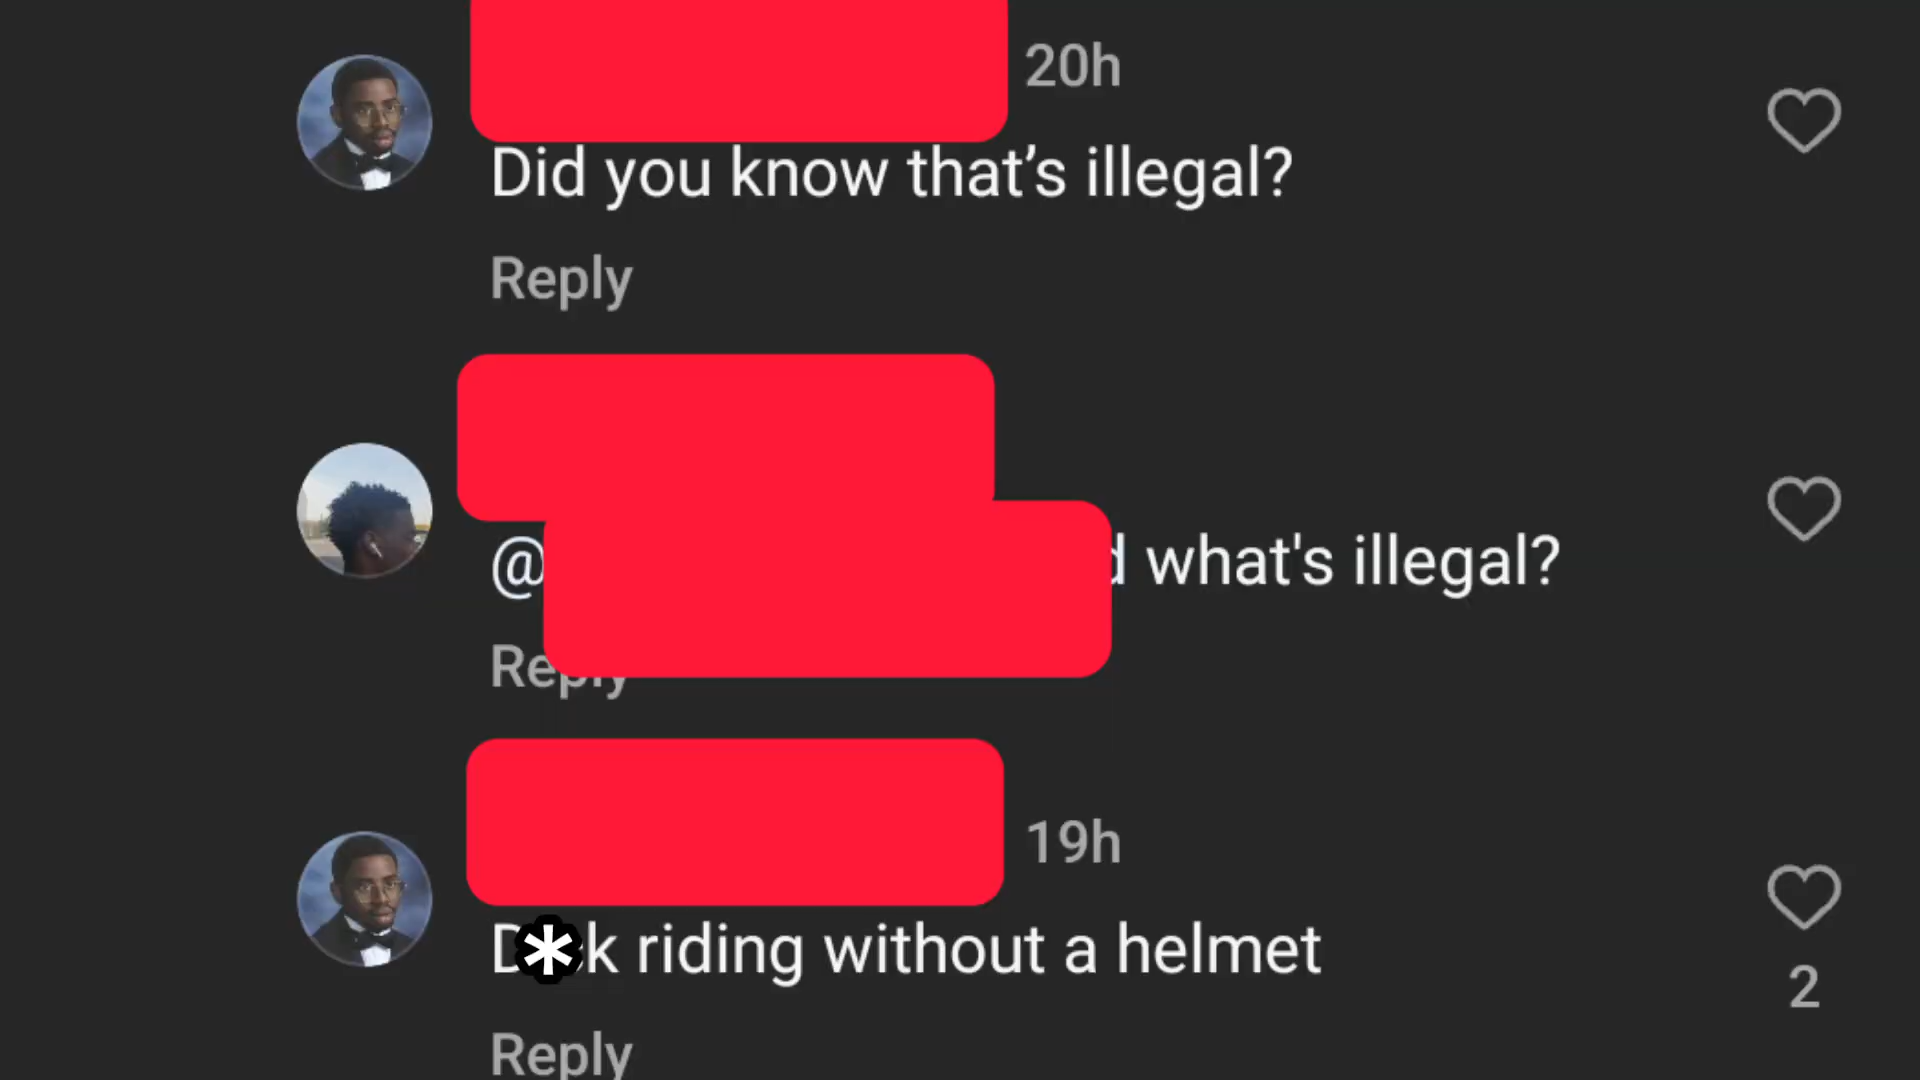 20h
Did you know that’s illegal?
Reply
@ what's illegal?
Reply
19h
D*k riding without a helmet
2
Reply